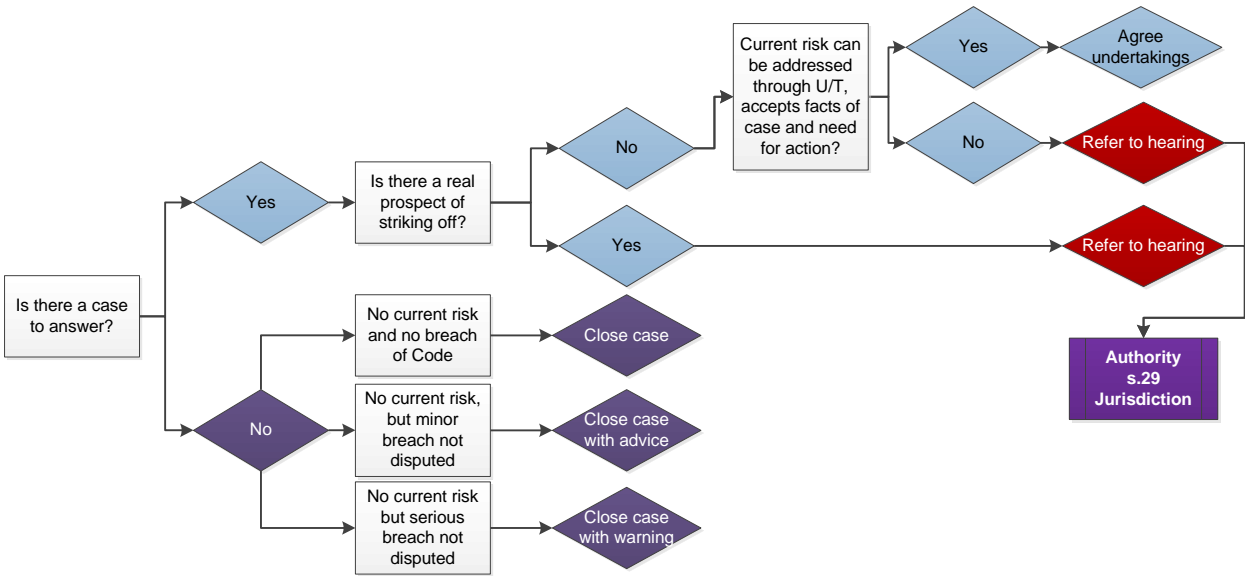 Is there a case
to answer?
Yes
Is there a real
prospect of
striking off?
No
Current risk can
be addressed
through U/T,
accepts facts of
case and need
for action?
Yes
Agree
undertakings
No
Refer to hearing
Yes
Refer to hearing
Authority
s.29
Jurisdiction
No
No current risk
and no breach
of Code
Close case
No current risk,
but minor
breach not
disputed
Close case
with advice
No current risk
but serious
breach not
disputed
Close case
with warning